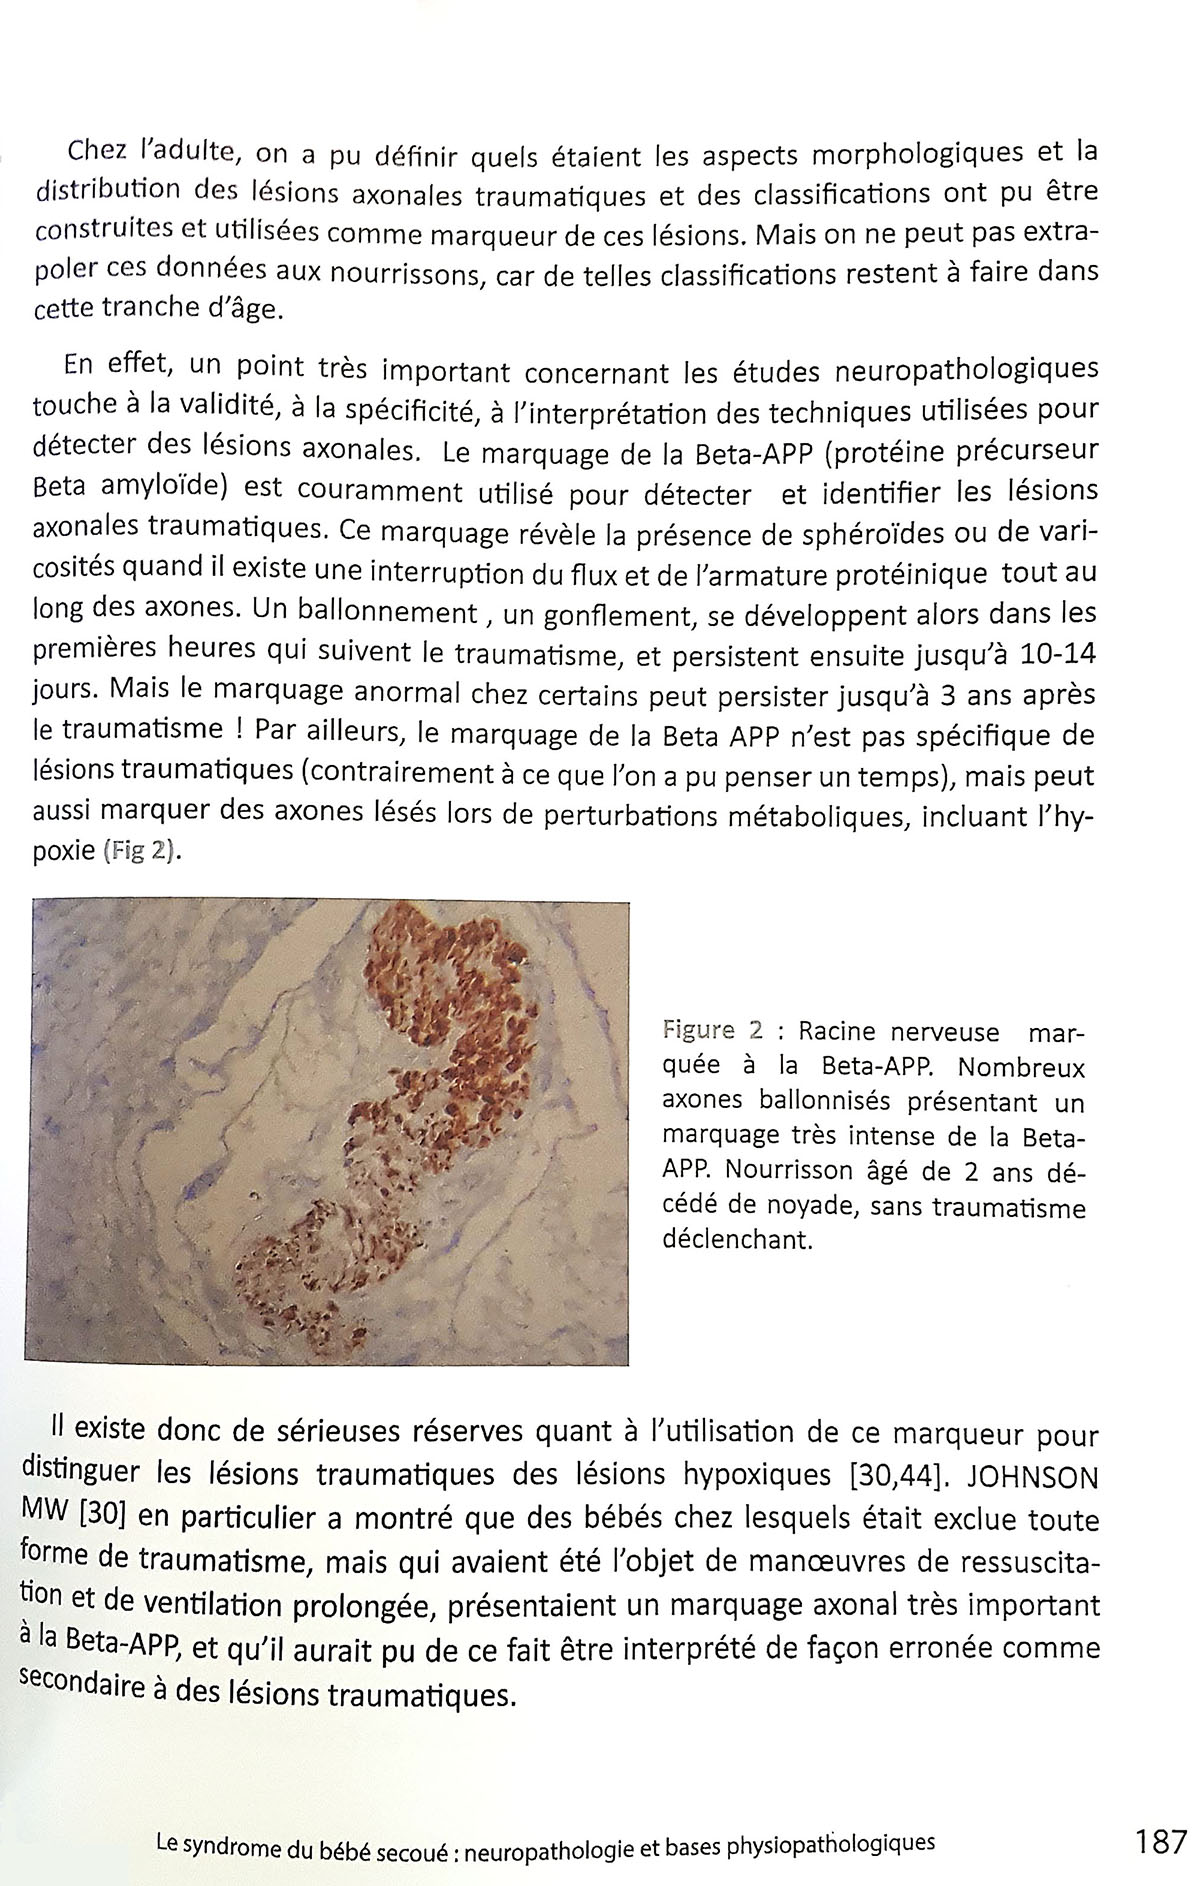 Chez l'adulte, on a pu définir quels étaient les aspects morphologiques et la
distribution des lésions axonales traumatiques et des classifications ont pu être
construites et utilisées comme marqueur de ces lésions. Mais on ne peut pas extra-
poler ces données aux nourrissons, car de telles classifications restent à faire dans
cette tranche d'âge.
En effet, un point très important concernant les études neuropathologiques
touche à la validité, à la spécificité, à l'interprétation des techniques utilisées pour
détecter des lésions axonales. Le marquage de la Beta-APP (protéine précurseur
Beta amyloïde) est couramment utilisé pour détecter et identifier les lésions
axonales traumatiques. Ce marquage révèle la présence de sphéroïdes ou de vari-
cosités quand il existe une interruption du flux et de l'armature protéinique tout au
long des axones. Un ballonnement , un gonflement, se développent alors dans les
premières heures qui suivent le traumatisme, et persistent ensuite jusqu'à 10-14
jours. Mais le marquage anormal chez certains peut persister jusqu'à 3 ans après
le traumatisme ! Par ailleurs, le marquage de la Beta APP n'est pas spécifique de
lésions traumatiques (contrairement à ce que l'on a pu penser un temps), mais peut
aussi marquer des axones lésés lors de perturbations métaboliques, incluant l'hy-
poxie (Fig 2).
Figure 2 : Racine nerveuse mar-
quée à la Beta-APP. Nombreux
axones ballonnisés présentant un
marquage très intense de la Beta-
APP. Nourrisson âgé de 2 ans dé-
cédé de noyade, sans traumatisme
déclenchant.
Il existe donc de sérieuses réserves quant à l'utilisation de ce marqueur pour
distinguer les lésions traumatiques des lésions hypoxiques [30,44]. JOHNSON
MW [30] en particulier a montré que des bébés chez lesquels était exclue toute
forme de traumatisme, mais qui avaient été l'objet de manœuvres de ressuscita-
tion et de ventilation prolongée, présentaient un marquage axonal très important
à la Beta-APP, et qu'il aurait pu de ce fait être interprété de façon erronée comme
secondaire à des lésions traumatiques.
Le syndrome du bébé secoué : neuropathologie et bases physiopathologiques 187